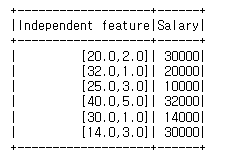 +-------------------+------+
|Independent feature|Salary|
+-------------------+------+
|         [20.0,2.0]| 30000|
|         [32.0,1.0]| 20000|
|         [25.0,3.0]| 10000|
|         [40.0,5.0]| 32000|
|         [30.0,1.0]| 14000|
|         [14.0,3.0]| 30000|
+-------------------+------+